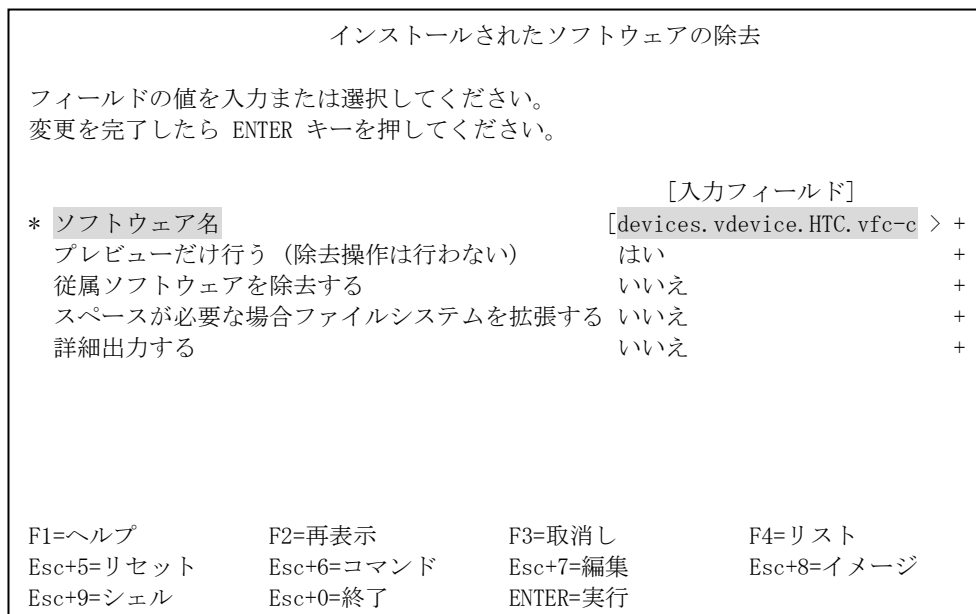 インストールされたソフトウェアの除去
フィールドの値を入力または選択してください。
変更を完了したら ENTER キーを押してください。
[入力フィールド]
* ソフトウェア名 [devices.vdevice.HTC.vfc-c > +
プレビューだけ行う (除去操作は行わない) はい +
従属ソフトウェアを除去する いいえ +
スペースが必要な場合ファイルシステムを拡張する いいえ +
詳細出力する いいえ +
F1=ヘルプ F2=再表示 F3=取消し F4=リスト
Esc+5=リセット Esc+6=コマンド Esc+7=編集 Esc+8=イメージ
Esc+9=シェル Esc+0=終了 ENTER=実行